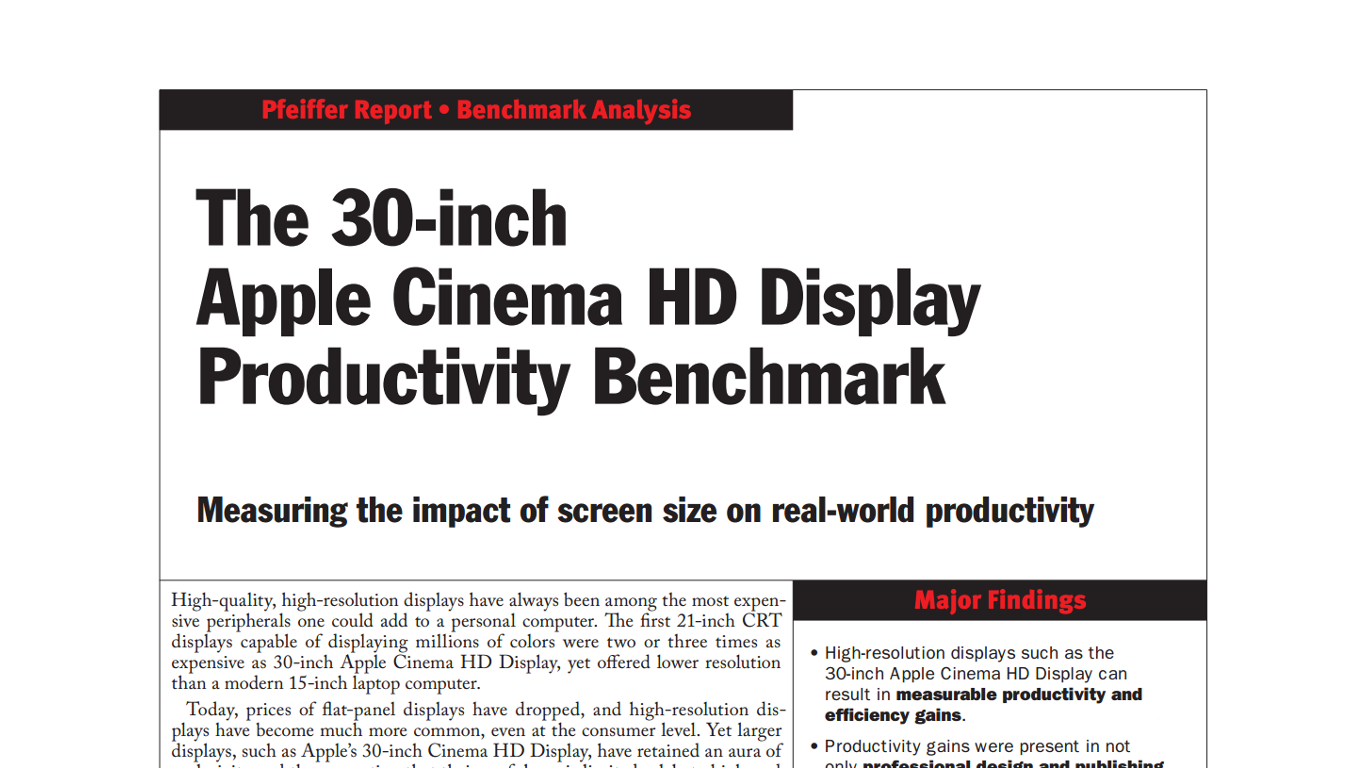 Pfeiffer Report • Benchmark Analysis
The 30-inch
Apple Cinema HD Display
Productivity Benchmark
Measuring the impact of screen size on real-world productivity
High-quality, high-resolution displays have always been among the most expen-
sive peripherals one could add to a personal computer. The first 21-inch CRT
displays capable of displaying millions of colors were two or three times as
expensive as 30-inch Apple Cinema HD Display, yet offered lower resolution
than a modern 15-inch laptop computer.
Today, prices of flat-panel displays have dropped, and high-resolution dis-
plays have become much more common, even at the consumer level. Yet larger
displays, such as Apple's 30-inch Cinema HD Display, have retained an aura of
Major Findings
• High-resolution displays such as the
30-inch Apple Cinema HD Display can
result in measurable productivity and
efficiency gains.
• Productivity gains were present in not
only professional design and publishing